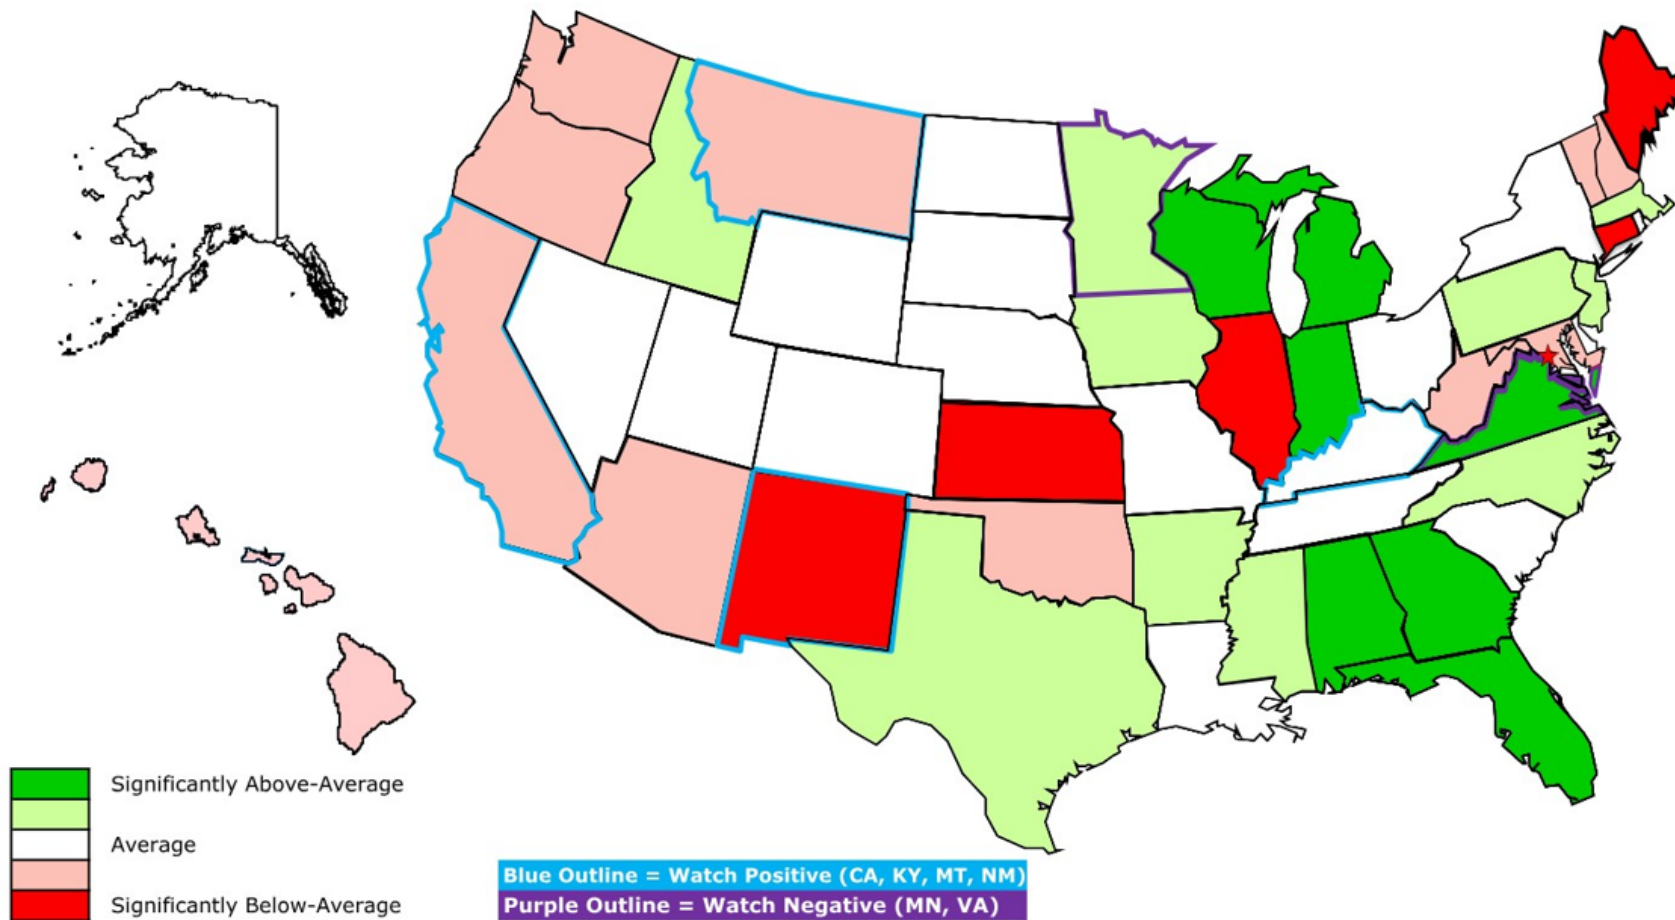 Significantly Above-Average
Average
Significantly Below-Average
Blue Outline = Watch Positive (CA, KY, MT, NM)
Purple Outline = Watch Negative (MN, VA)